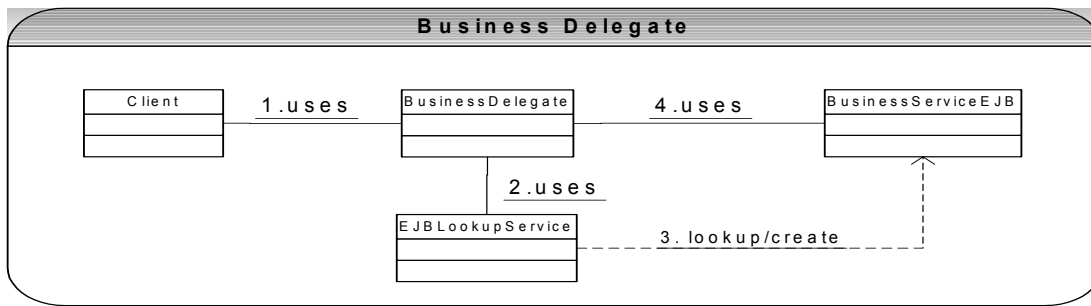 Business Delegate
Client
1.uses
BusinessDelegate
4.uses
BusinessServiceEJB
2.uses
EJBLookupService
3. lookup/create